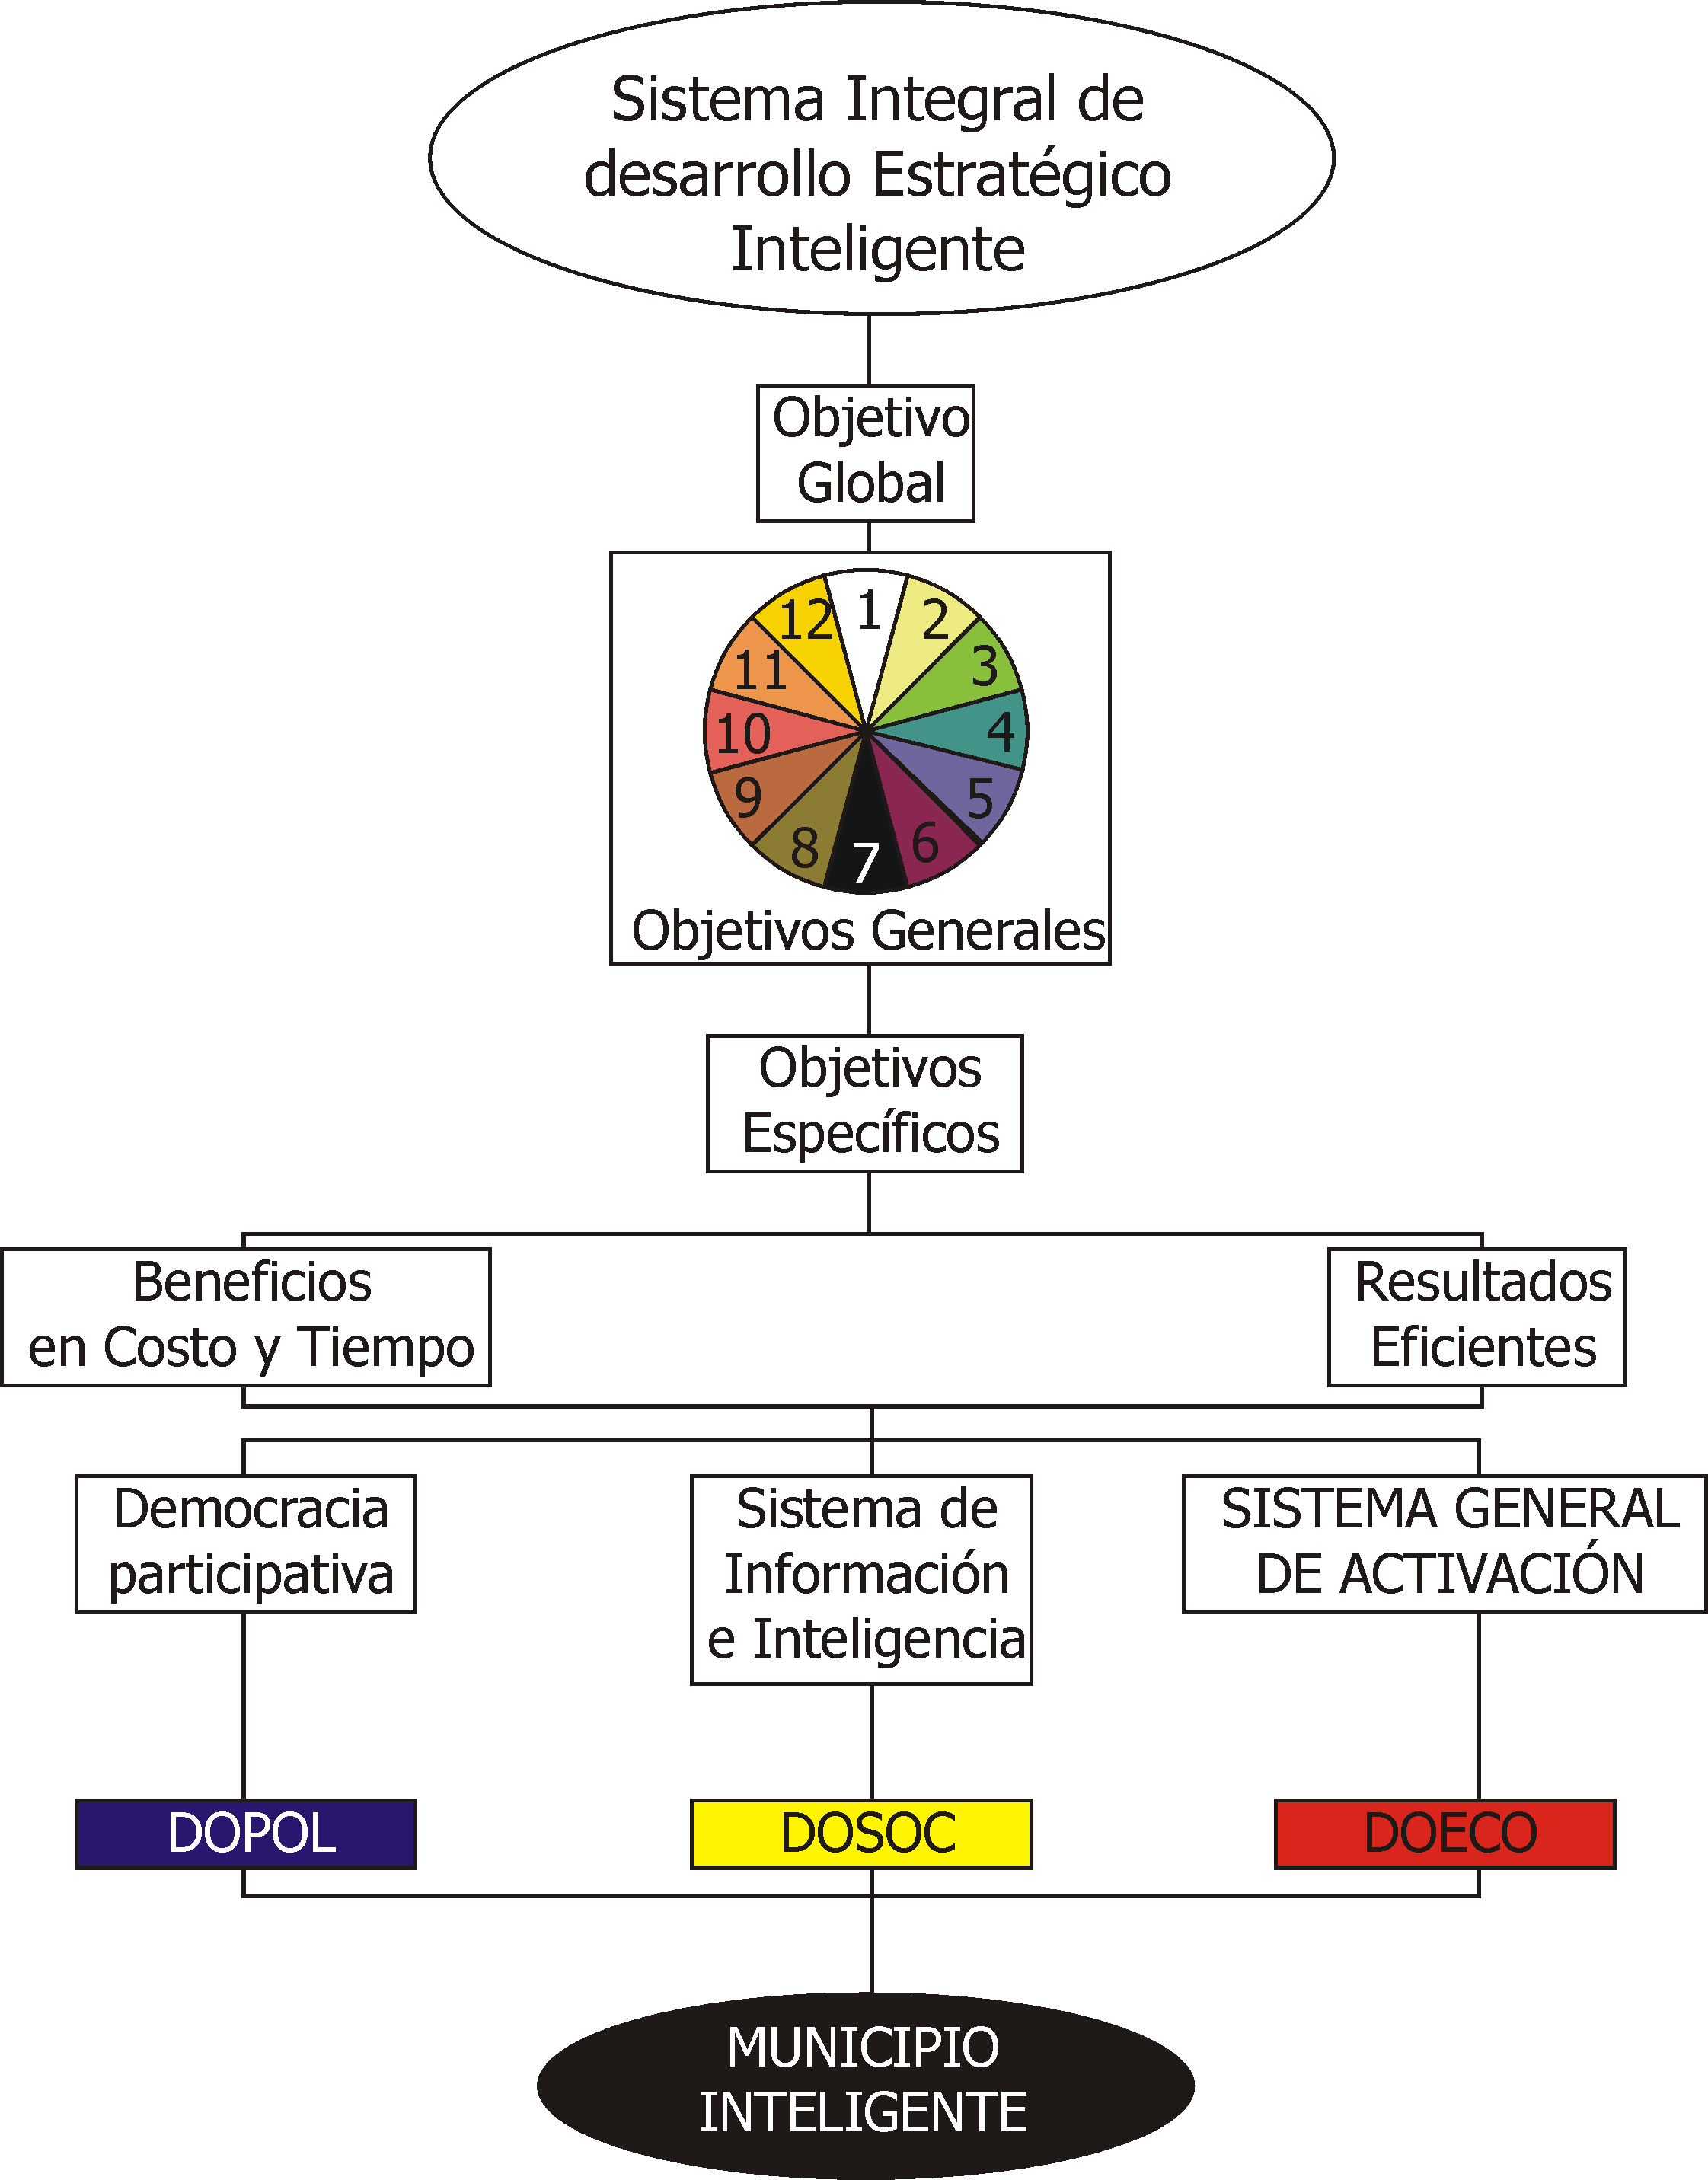 Sistema Integral de
desarrollo Estratégico
Inteligente
Objetivo
Global
1
2
3
4
5
6
7
8
9
10
11
12
Objetivos Generales
Objetivos
Específicos
Beneficios
en Costo y Tiempo
Resultados
Eficientes
Democracia
participativa
Sistema de
Información
e Inteligencia
SISTEMA GENERAL
DE ACTIVACIÓN
DOPOL
DOSOC
DOECO
MUNICIPIO
INTELIGENTE